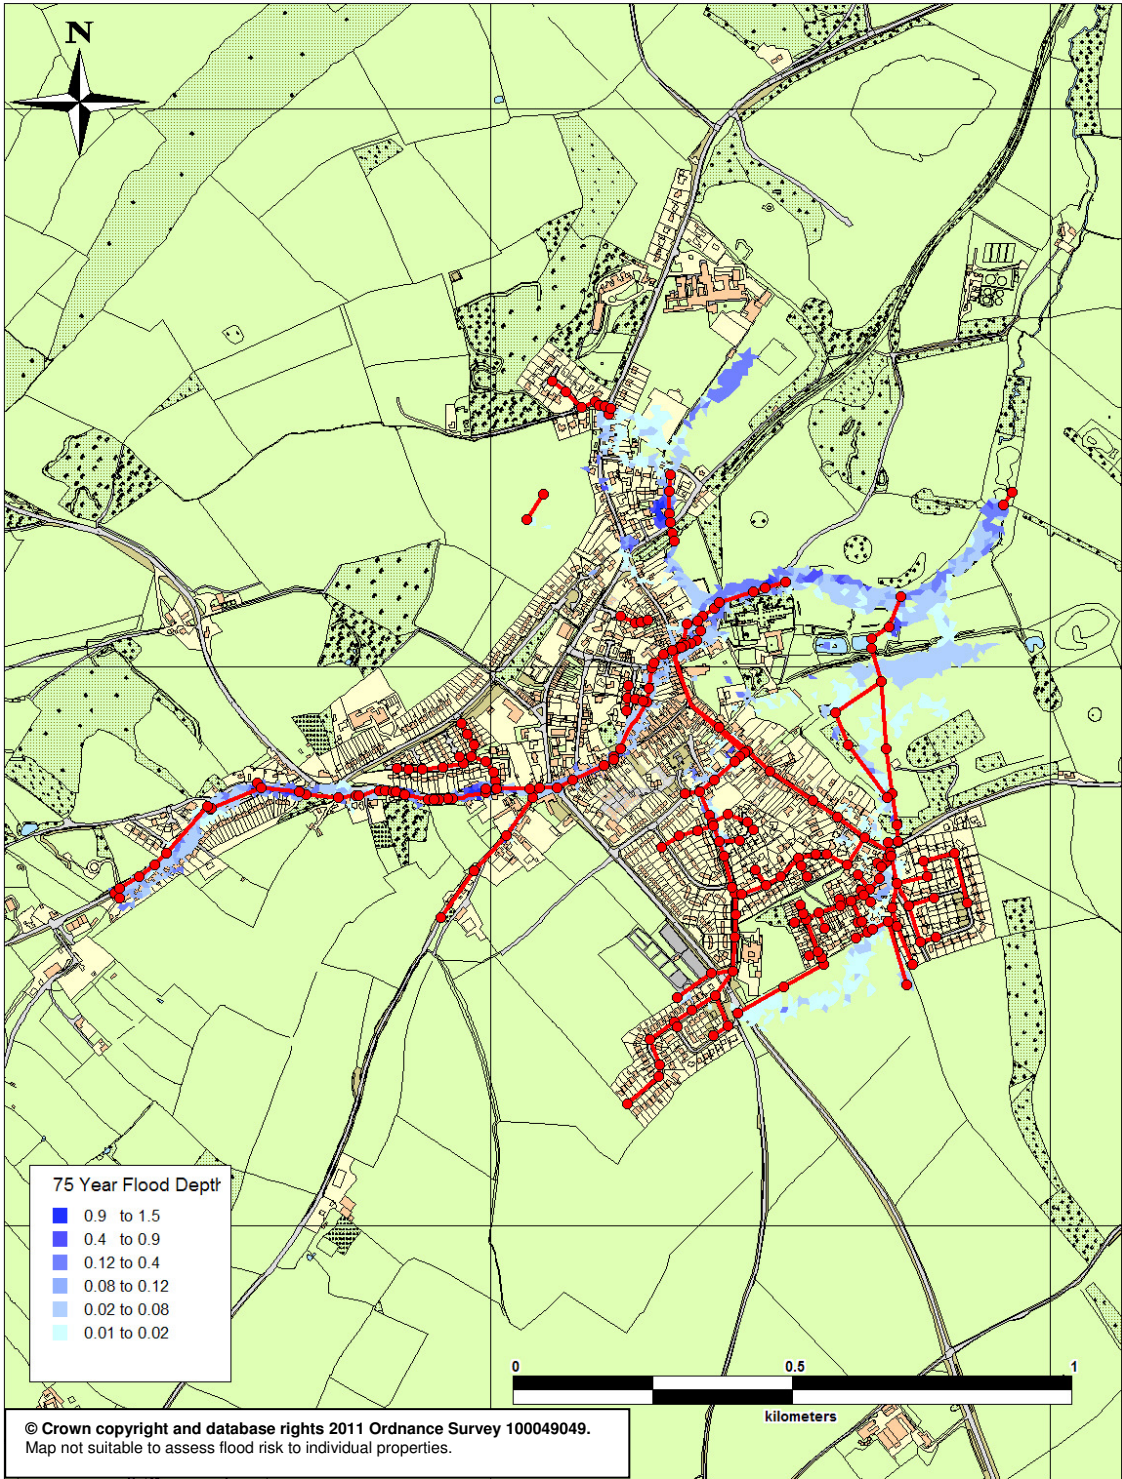 N
75 Year Flood Depth
0.9 to 1.5
0.4 to 0.9
0.12 to 0.4
0.08 to 0.12
0.02 to 0.08
0.01 to 0.02
0 0.5 1
kilometers
© Crown copyright and database rights 2011 Ordnance Survey 100049049.
Map not suitable to assess flood risk to individual properties.